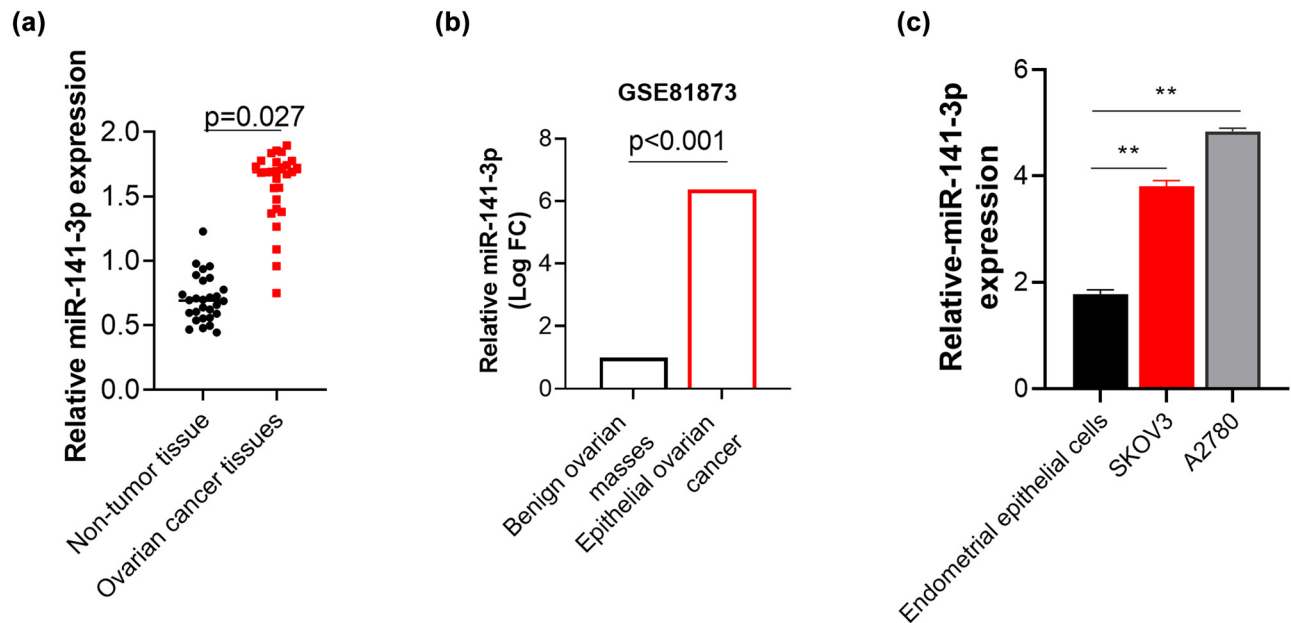 (a)
Relative miR-141-3p expression
p=0.027
2.0
1.5
1.0
0.5
0.0
Non-tumor tissue
Ovarian cancer tissues
(b)
GSE81873
Relative miR-141-3p
(Log FC)
p<0.001
8
6
4
2
0
Benign ovarian
masses
Epithelial ovarian
cancer
(c)
Relative-miR-141-3p
expression
6
4
2
0
**
**
Endometrial epithelial cells
SKOV3
A2780